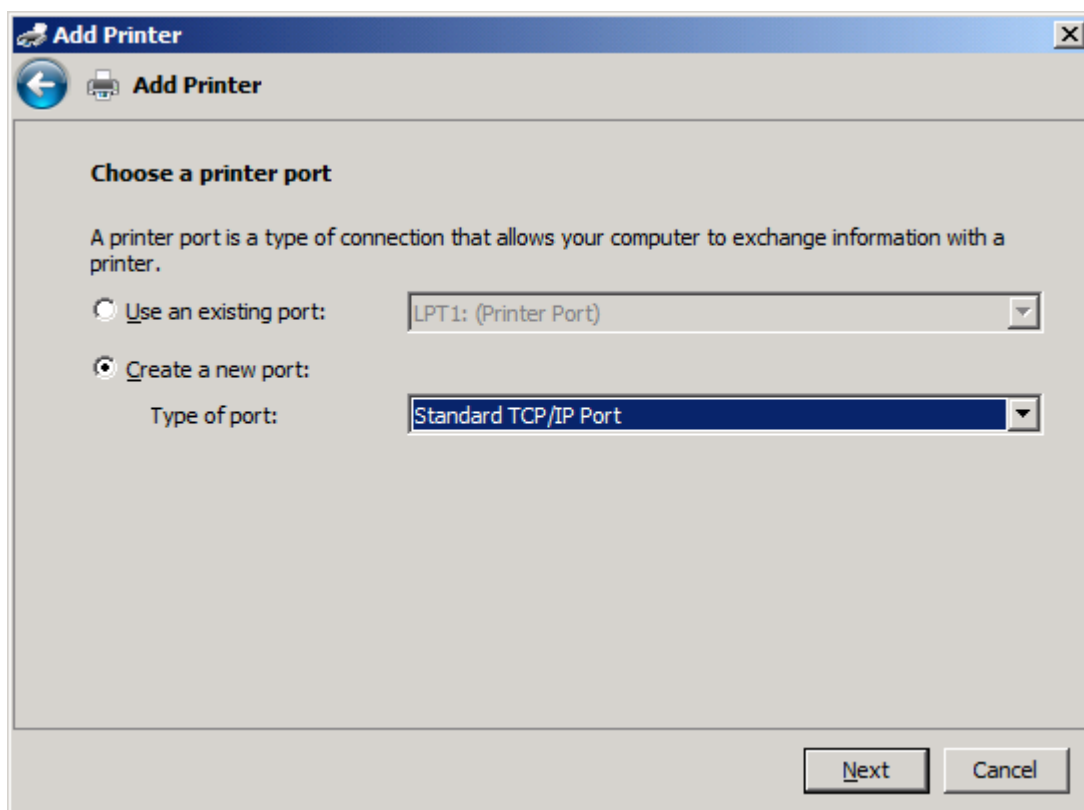 Add Printer
Add Printer
Choose a printer port
A printer port is a type of connection that allows your computer to exchange information with a
printer.
Use an existing port: LPT1: (Printer Port)
Create a new port:
Type of port: Standard TCP/IP Port
Next Cancel